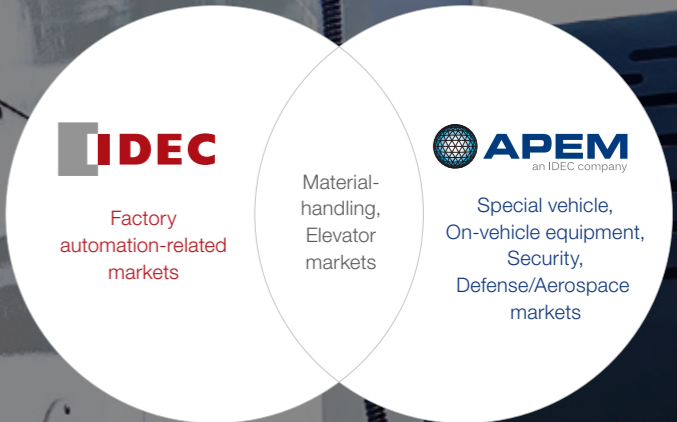 IDEC
Factory
automation-related
markets
Material-
handling,
Elevator
markets
APEM
an IDEC company
Special vehicle,
On-vehicle equipment,
Security,
Defense/Aerospace
markets